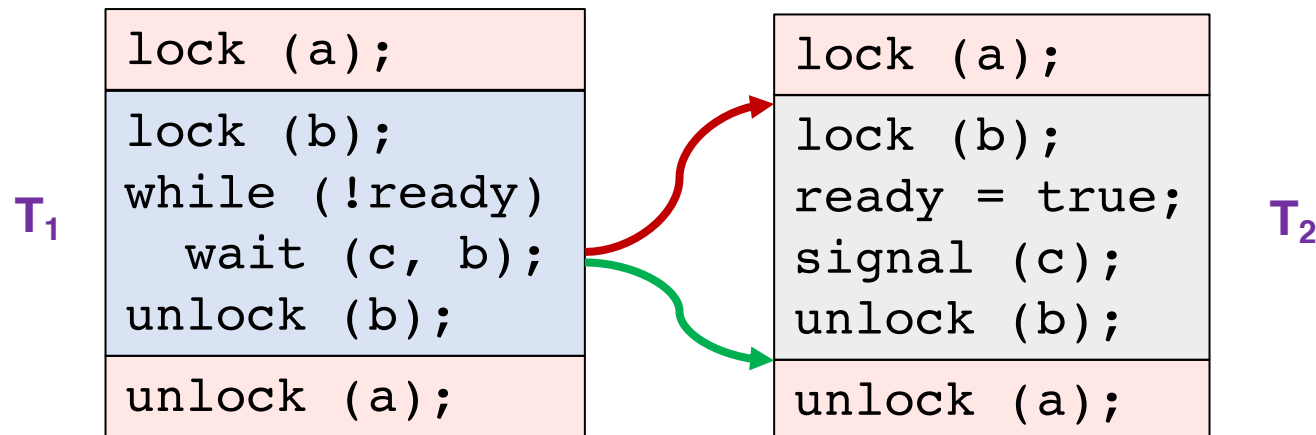 T₁
lock (a);
lock (b);
while (!ready)
wait (c, b);
unlock (b);
unlock (a);
lock (a);
lock (b);
ready = true;
signal (c);
unlock (b);
unlock (a);
T₂